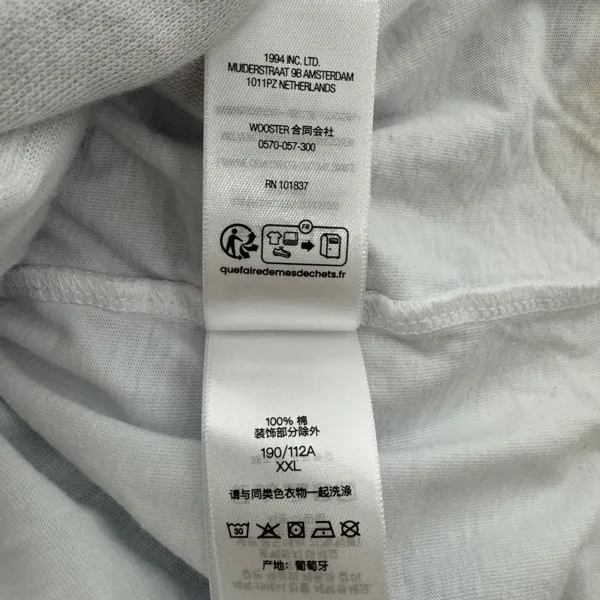 1994 INC. LTD.
MUIDERSTRAAT 9B AMSTERDAM
1011PZ NETHERLANDS
WOOSTER 合同会社
0570-057-300
RN 101837
FR
quefairedemesdechets.fr
100% 棉
装饰部分除外
190/112A
XXL
请与同类色衣物一起洗涤
30
产地: 葡萄牙